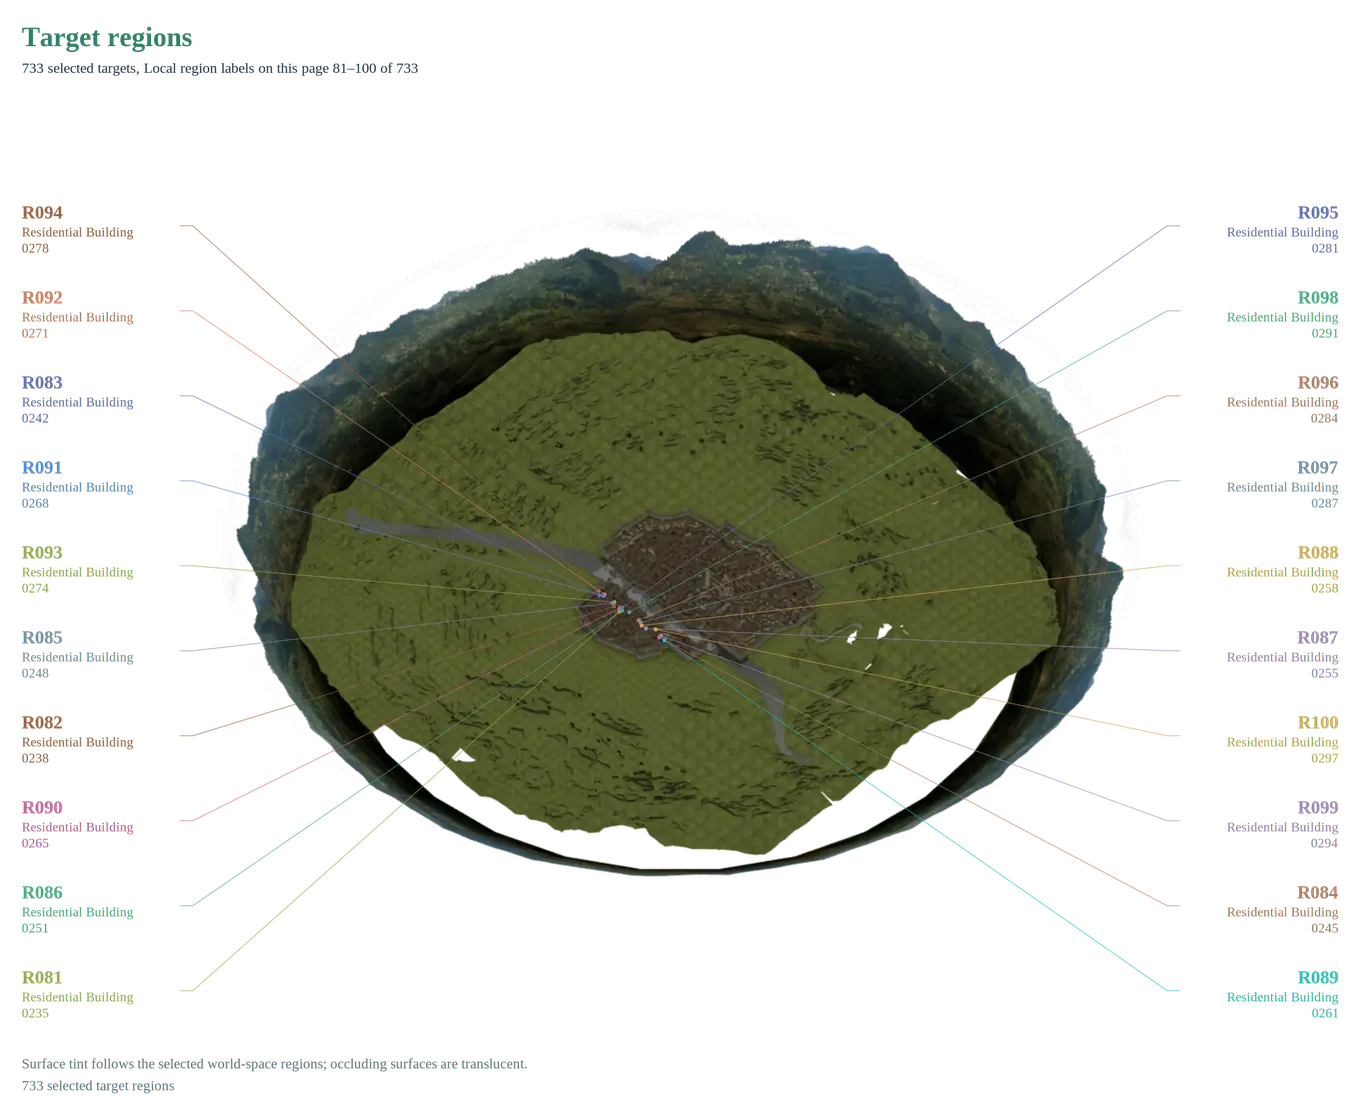 Target regions
733 selected targets, Local region labels on this page 81–100 of 733
R094
Residential Building
0278
R092
Residential Building
0271
R083
Residential Building
0242
R091
Residential Building
0268
R093
Residential Building
0274
R085
Residential Building
0248
R082
Residential Building
0238
R090
Residential Building
0265
R086
Residential Building
0251
R081
Residential Building
0235
R095
Residential Building
0281
R098
Residential Building
0291
R096
Residential Building
0284
R097
Residential Building
0287
R088
Residential Building
0258
R087
Residential Building
0255
R100
Residential Building
0297
R099
Residential Building
0294
R084
Residential Building
0245
R089
Residential Building
0261
Surface tint follows the selected world-space regions; occluding surfaces are translucent.
733 selected target regions